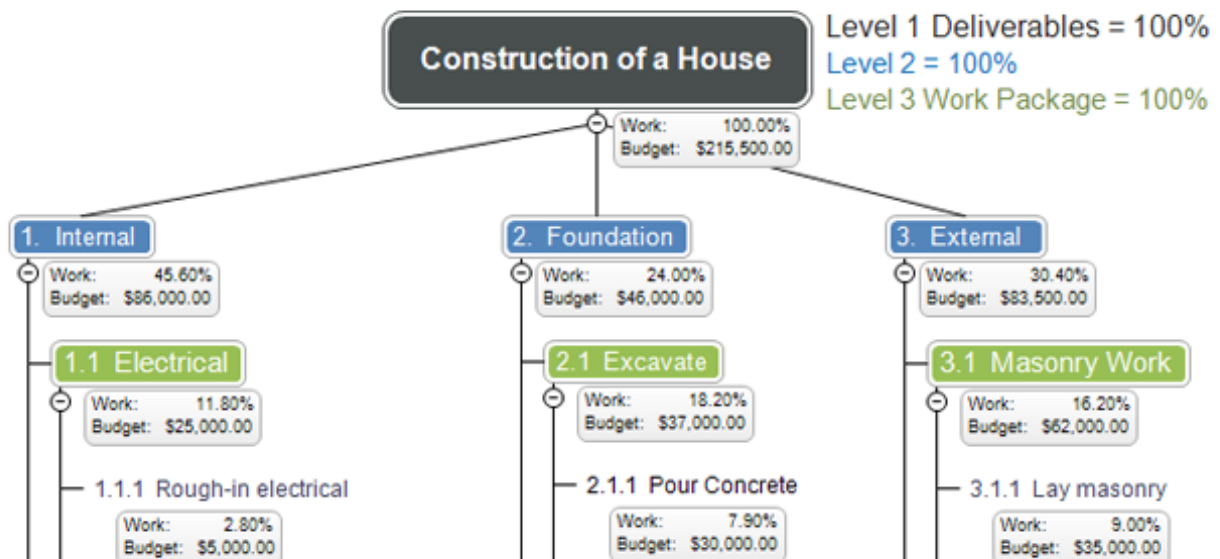 Construction of a House
Level 1 Deliverables = 100%
Level 2 = 100%
Level 3 Work Package = 100%
Work: 100.00%
Budget: $215,500.00
1. Internal
Work: 45.60%
Budget: $86,000.00
2. Foundation
Work: 24.00%
Budget: $46,000.00
3. External
Work: 30.40%
Budget: $83,500.00
1.1 Electrical
Work: 11.80%
Budget: $25,000.00
2.1 Excavate
Work: 18.20%
Budget: $37,000.00
3.1 Masonry Work
Work: 16.20%
Budget: $62,000.00
1.1.1 Rough-in electrical
Work: 2.80%
Budget: $5,000.00
2.1.1 Pour Concrete
Work: 7.90%
Budget: $30,000.00
3.1.1 Lay masonry
Work: 9.00%
Budget: $35,000.00